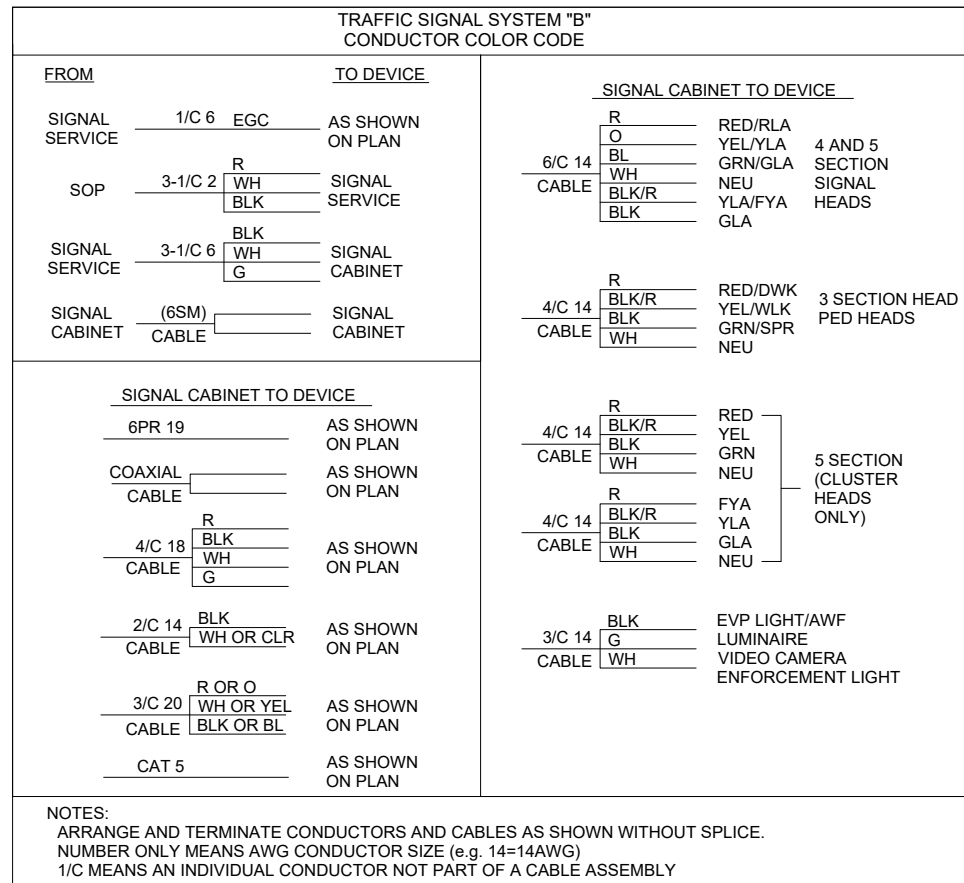 TRAFFIC SIGNAL SYSTEM "B"
CONDUCTOR COLOR CODE
FROM
TO DEVICE
SIGNAL
SERVICE
1/C 6 EGC
AS SHOWN
ON PLAN
SOP
3-1/C 2
R
WH
BLK
SIGNAL
SERVICE
SIGNAL
SERVICE
3-1/C 6
BLK
WH
G
SIGNAL
CABINET
SIGNAL
CABINET
(6SM)
CABLE
SIGNAL
CABINET
SIGNAL CABINET TO DEVICE
6PR 19
AS SHOWN
ON PLAN
COAXIAL
CABLE
AS SHOWN
ON PLAN
4/C 18
CABLE
R
BLK
WH
G
AS SHOWN
ON PLAN
2/C 14
CABLE
BLK
WH OR CLR
AS SHOWN
ON PLAN
3/C 20
CABLE
R OR O
WH OR YEL
BLK OR BL
AS SHOWN
ON PLAN
CAT 5
AS SHOWN
ON PLAN
SIGNAL CABINET TO DEVICE
6/C 14
CABLE
R
O
BL
WH
BLK/R
BLK
RED/RLA
YEL/YLA
GRN/GLA
NEU
YLA/FYA
GLA
4 AND 5
SECTION
SIGNAL
HEADS
4/C 14
CABLE
R
BLK/R
BLK
WH
RED/DWK
YEL/WLK
GRN/SPR
NEU
3 SECTION HEAD
PED HEADS
4/C 14
CABLE
R
BLK/R
BLK
WH
RED
YEL
GRN
NEU
4/C 14
CABLE
R
BLK/R
BLK
WH
FYA
YLA
GLA
NEU
5 SECTION
(CLUSTER
HEADS
ONLY)
3/C 14
CABLE
BLK
G
WH
EVP LIGHT/AWF
LUMINAIRE
VIDEO CAMERA
ENFORCEMENT LIGHT
NOTES:
ARRANGE AND TERMINATE CONDUCTORS AND CABLES AS SHOWN WITHOUT SPLICE.
NUMBER ONLY MEANS AWG CONDUCTOR SIZE (e.g. 14=14AWG)
1/C MEANS AN INDIVIDUAL CONDUCTOR NOT PART OF A CABLE ASSEMBLY